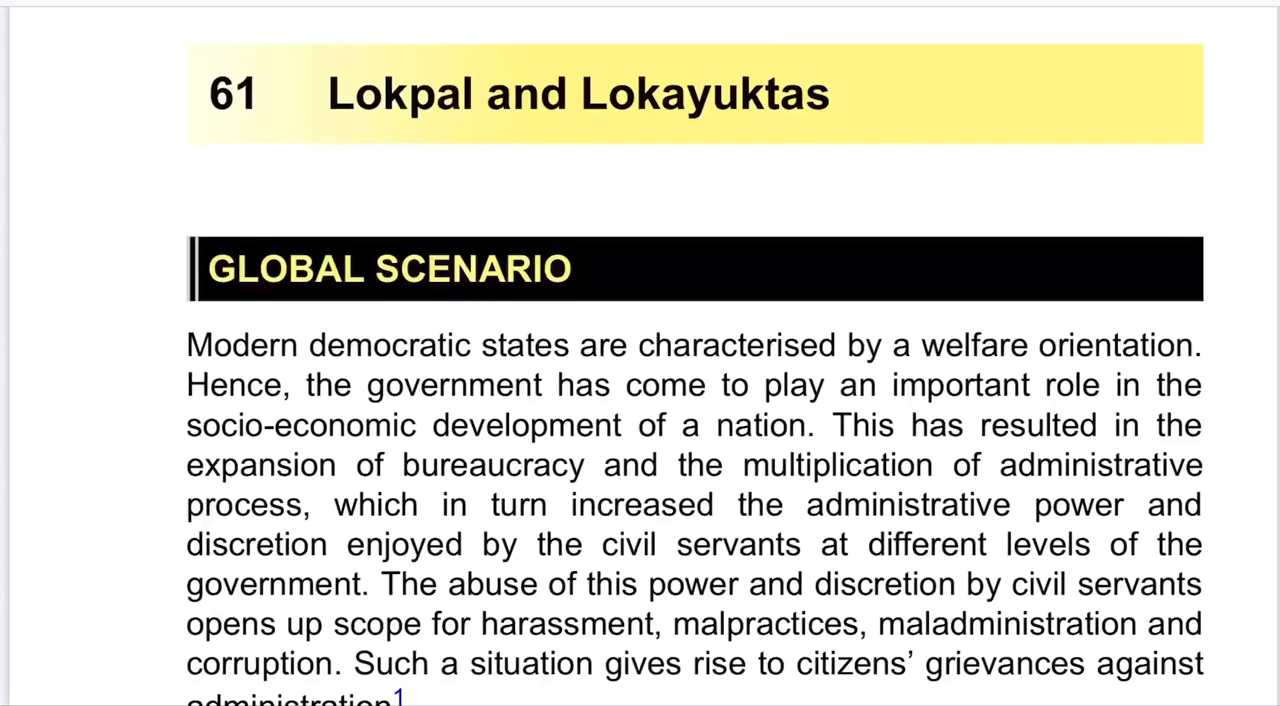 61 Lokpal and Lokayuktas
GLOBAL SCENARIO
Modern democratic states are characterised by a welfare orientation.
Hence, the government has come to play an important role in the
socio-economic development of a nation. This has resulted in the
expansion of bureaucracy and the multiplication of administrative
process, which in turn increased the administrative power and
discretion enjoyed by the civil servants at different levels of the
government. The abuse of this power and discretion by civil servants
opens up scope for harassment, malpractices, maladministration and
corruption. Such a situation gives rise to citizens’ grievances against
administration1